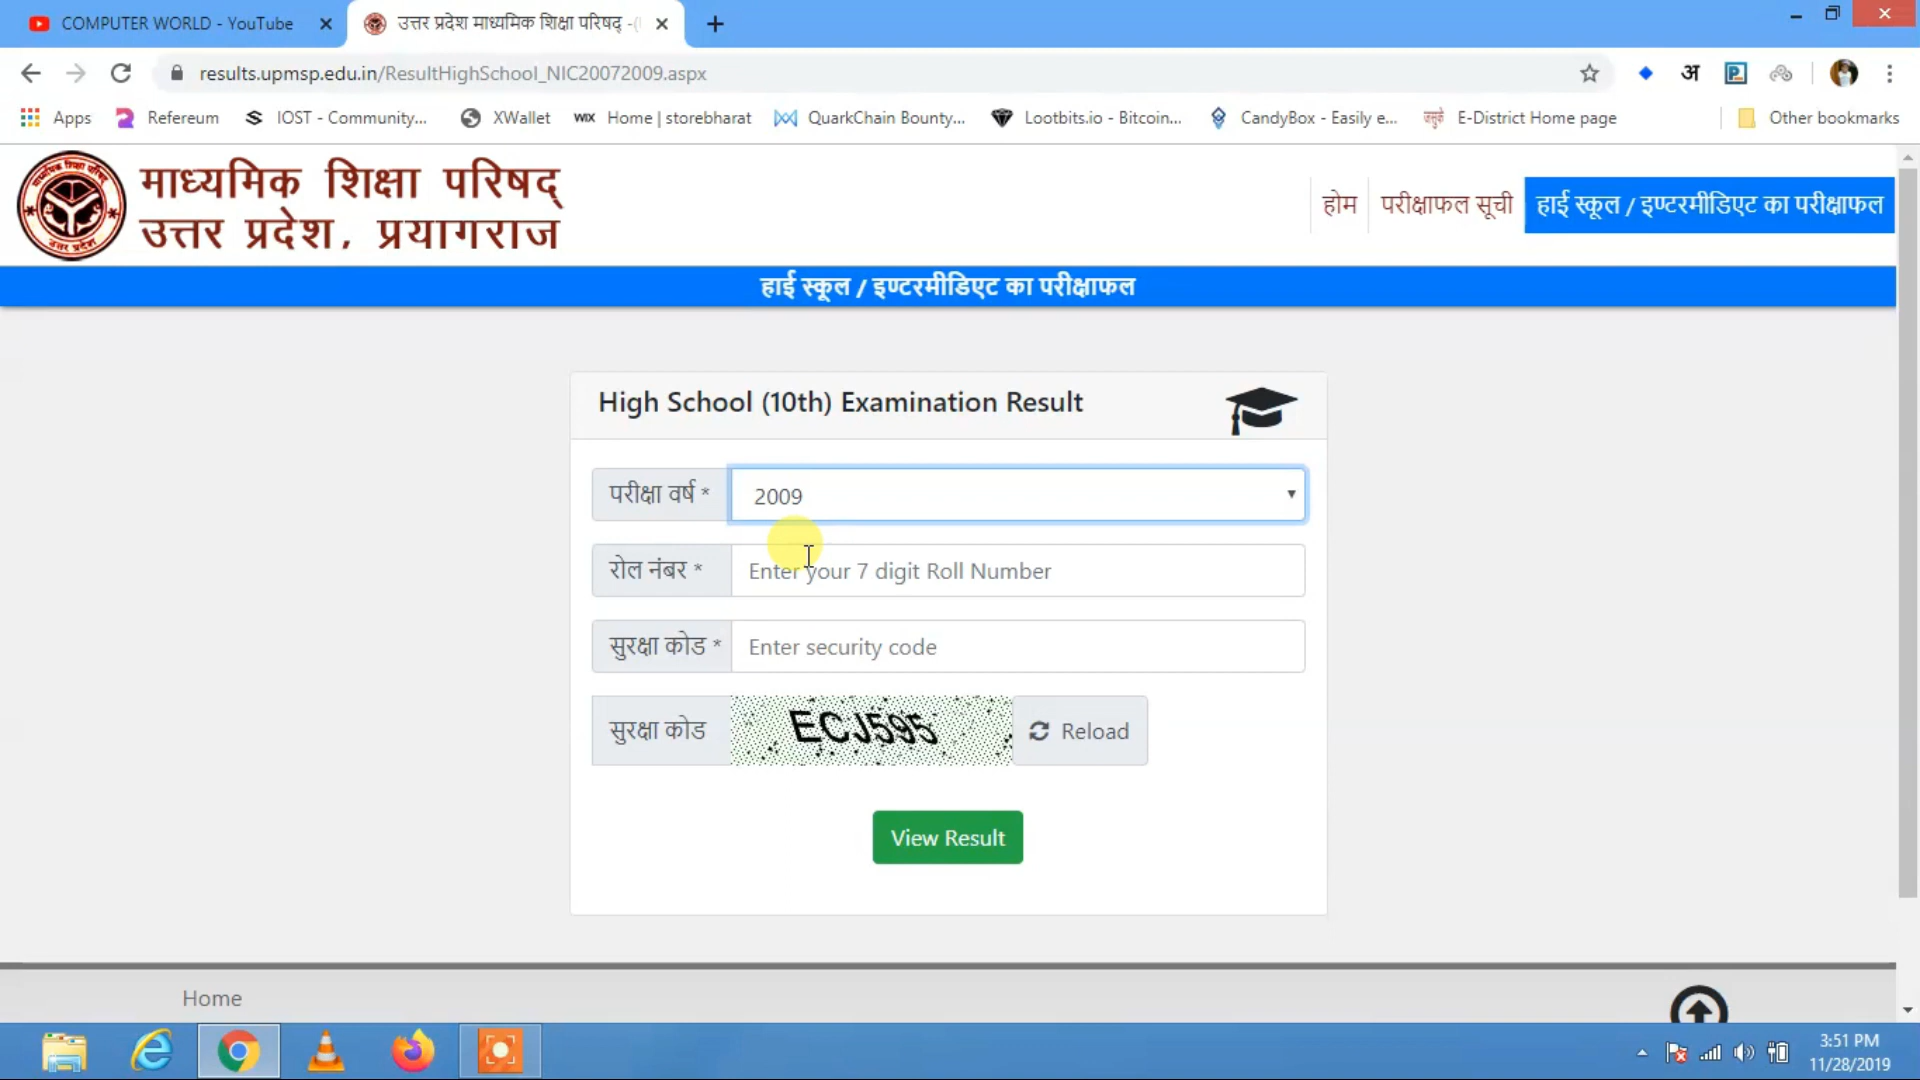 COMPUTER WORLD - YouTube
उत्तर प्रदेश माध्यमिक शिक्षा परिषद् -(
results.upmsp.edu.in/ResultHighSchool_NIC20072009.aspx
अ
Apps
Refereum
IOST - Community...
WIX
XWallet
Home | storebharat
QuarkChain Bounty...
Lootbits.io - Bitcoin...
CandyBox - Easily e...
E-District Home page
Other bookmarks
माध्यमिक शिक्षा परिषद्
उत्तर प्रदेश, प्रयागराज
होम
परीक्षाफल सूची
हाई स्कूल / इण्टरमीडिएट का परीक्षाफल
हाई स्कूल / इण्टरमीडिएट का परीक्षाफल
High School (10th) Examination Result
परीक्षा वर्ष *
2009
रोल नंबर *
Enter your 7 digit Roll Number
सुरक्षा कोड *
Enter security code
सुरक्षा कोड
ECJ595
Reload
View Result
Home
3:51 PM
11/28/2019